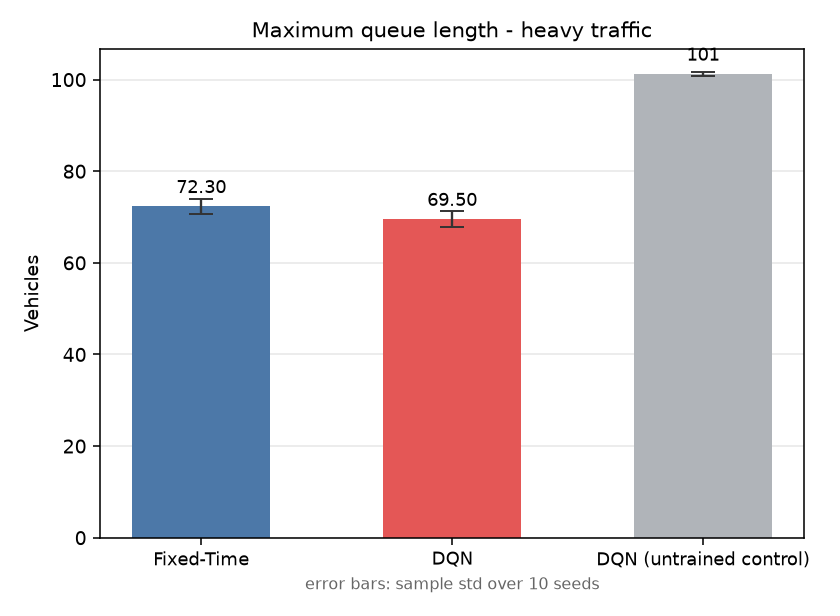 Maximum queue length - heavy traffic
101
100
72.30
69.50
80
60
40
20
0
Vehicles
Fixed-Time
DQN
DQN (untrained control)
error bars: sample std over 10 seeds